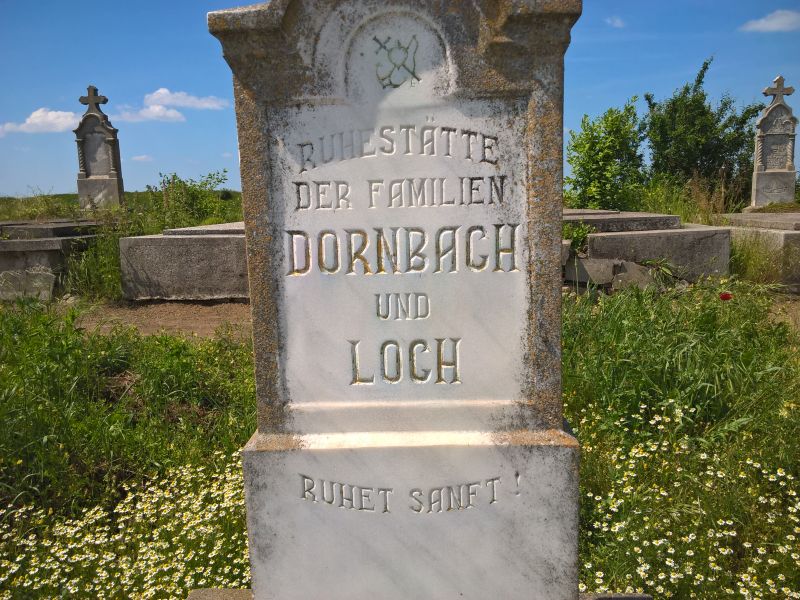 RUHESTÄTTE
DER FAMILIEN
DORNBACH
UND
LOCH
RUHET SANFT!